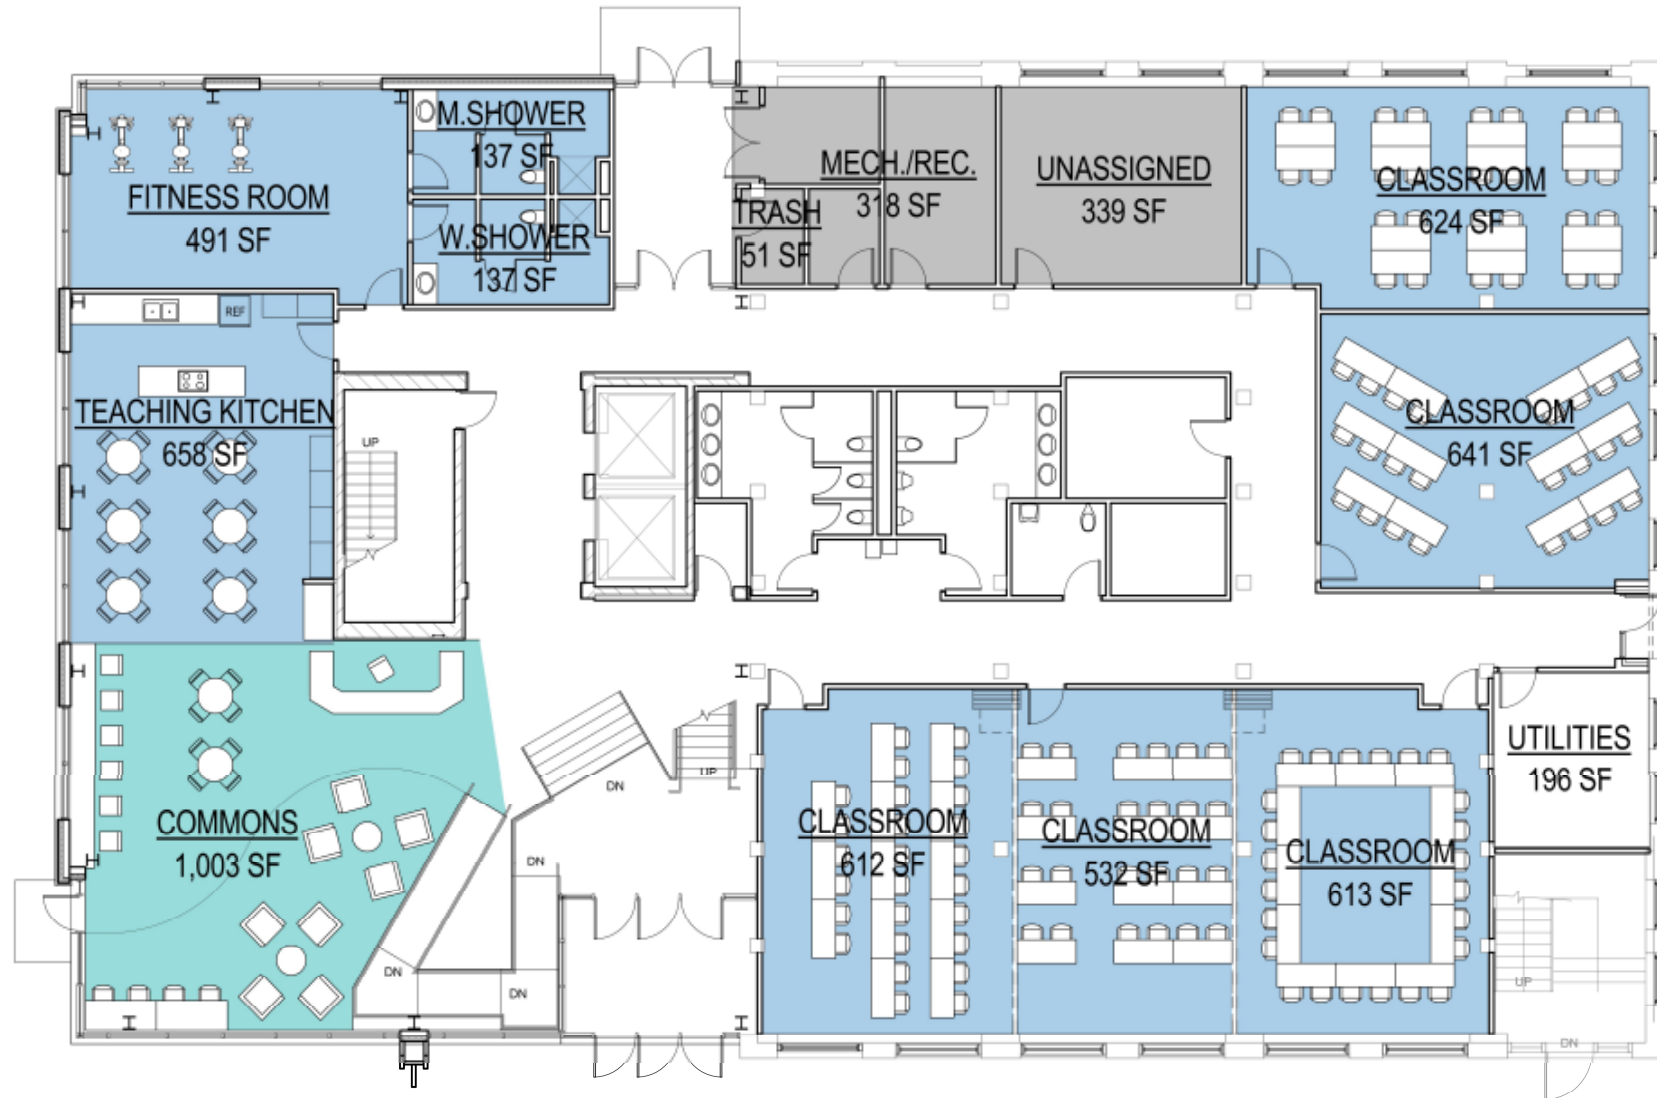 M.SHOWER
137 SF
FITNESS ROOM
491 SF
W.SHOWER
137 SF
MECH./REC.
318 SF
TRASH
51 SF
UNASSIGNED
339 SF
CLASSROOM
624 SF
REF
TEACHING KITCHEN
658 SF
UP
CLASSROOM
641 SF
COMMONS
1,003 SF
DN
UP
DN
DN
DN
CLASSROOM
612 SF
CLASSROOM
532 SF
CLASSROOM
613 SF
UTILITIES
196 SF
UP
DN